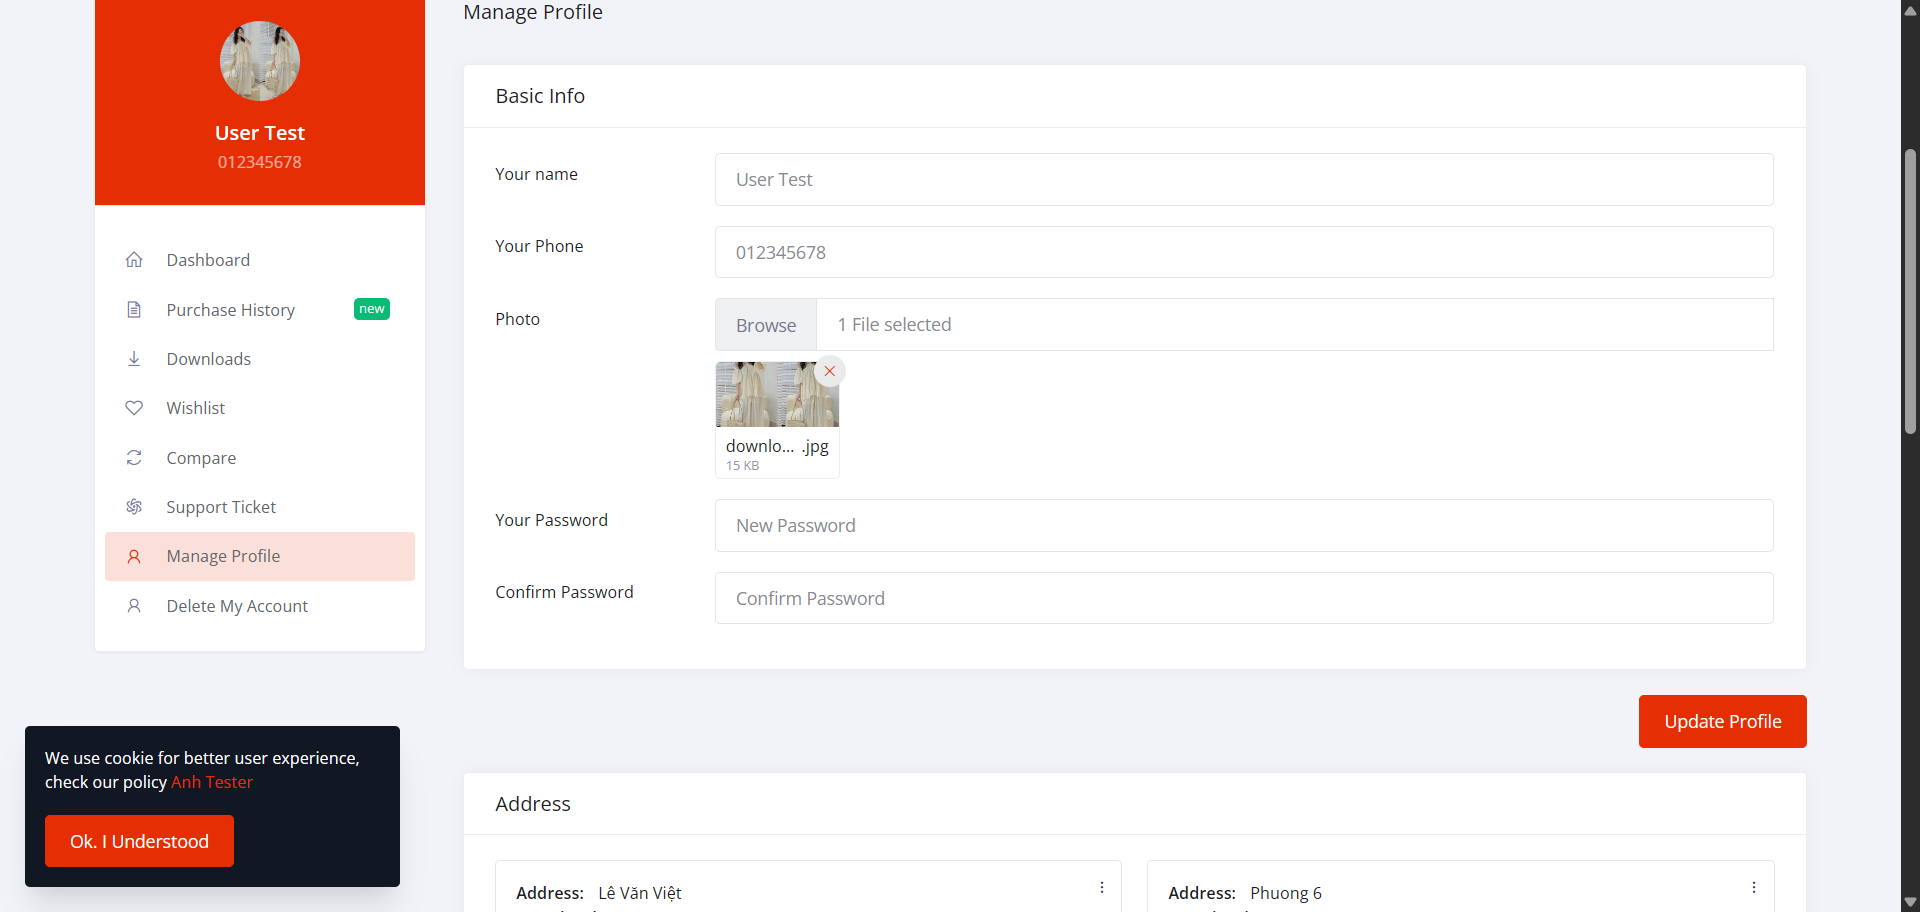 User Test
012345678
Dashboard
Purchase History new
Downloads
Wishlist
Compare
Support Ticket
Manage Profile
Delete My Account
Manage Profile
Basic Info
Your name User Test
Your Phone 012345678
Photo Browse 1 File selected
downlo... .jpg
15 KB
Your Password New Password
Confirm Password Confirm Password
Update Profile
Address
Address: Lê Văn Việt
Address: Phuong 6
We use cookie for better user experience,
check our policy Anh Tester
Ok. I Understood